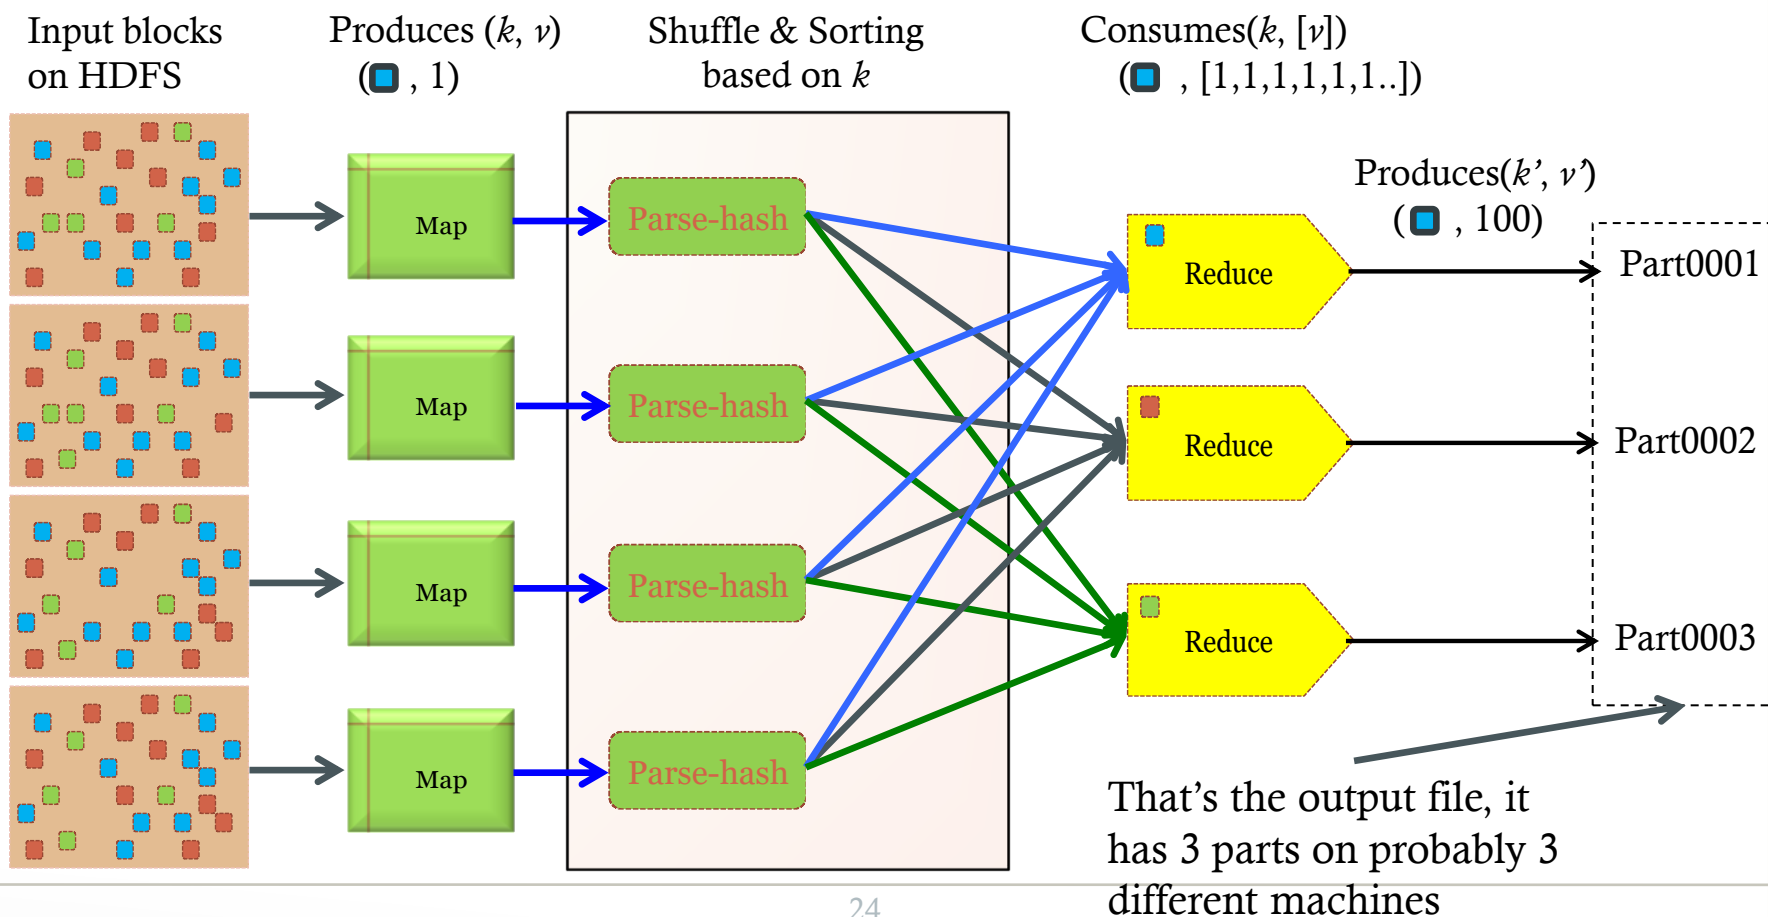 Input blocks
on HDFS
Produces (k, v)
( , 1)
Shuffle & Sorting
based on k
Consumes(k, [v])
( , [1,1,1,1,1,1..])
Produces(k’, v’)
( , 100)
Map
Parse-hash
Reduce
Part0001
Map
Parse-hash
Reduce
Part0002
Map
Parse-hash
Reduce
Part0003
Map
Parse-hash
That’s the output file, it
has 3 parts on probably 3
different machines
24